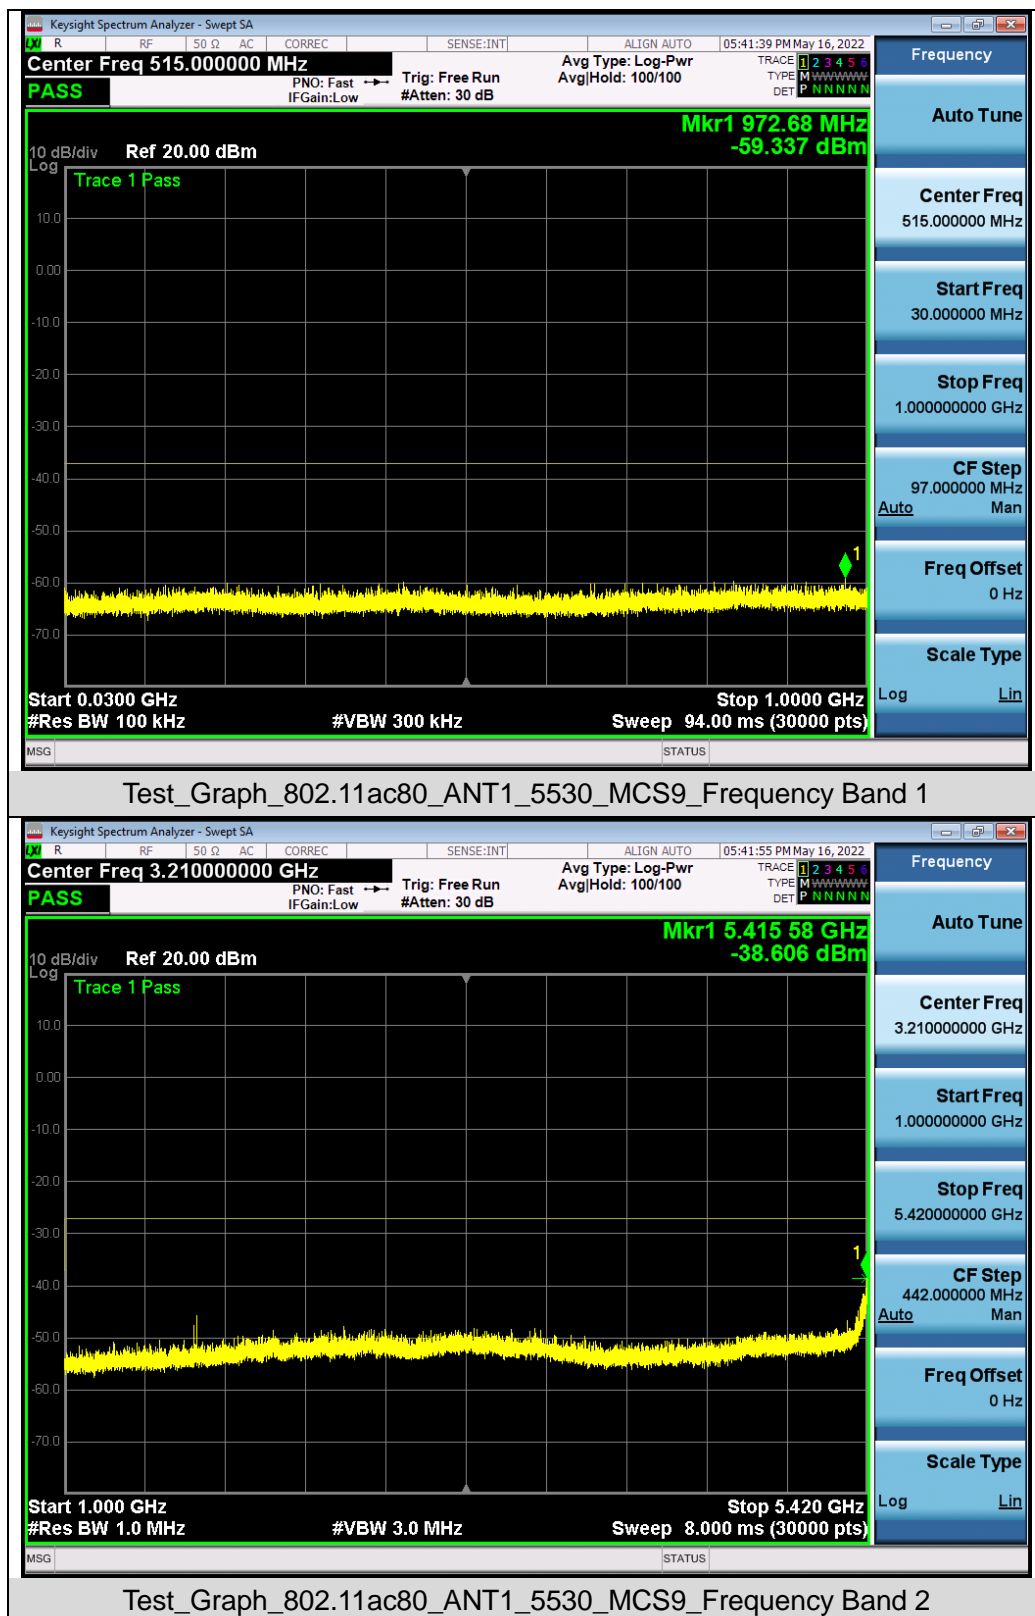 Keysight Spectrum Analyzer - Swept SA
LXI R RF 50 Ω AC CORREC SENSE:INT ALIGN AUTO 05:41:39 PM May 16, 2022
Center Freq 515.000000 MHz
PASS
PNO: Fast
IFGain:Low
Trig: Free Run
#Atten: 30 dB
Avg Type: Log-Pwr
Avg|Hold: 100/100
TRACE 1 2 3 4 5 6
TYPE M WWWWW
DET P N N N N N
Mkr1 972.68 MHz
-59.337 dBm
10 dB/div Ref 20.00 dBm
Log
Trace 1 Pass
10.0
0.00
-10.0
-20.0
-30.0
-40.0
-50.0
1
-60.0
-70.0
Start 0.0300 GHz Stop 1.0000 GHz
#Res BW 100 kHz #VBW 300 kHz Sweep 94.00 ms (30000 pts)
MSG STATUS
Frequency
Auto Tune
Center Freq
515.000000 MHz
Start Freq
30.000000 MHz
Stop Freq
1.000000000 GHz
CF Step
97.000000 MHz
Auto Man
Freq Offset
0 Hz
Scale Type
Log Lin
Test_Graph_802.11ac80_ANT1_5530_MCS9_Frequency Band 1
Keysight Spectrum Analyzer - Swept SA
LXI R RF 50 Ω AC CORREC SENSE:INT ALIGN AUTO 05:41:55 PM May 16, 2022
Center Freq 3.210000000 GHz
PASS
PNO: Fast
IFGain:Low
Trig: Free Run
#Atten: 30 dB
Avg Type: Log-Pwr
Avg|Hold: 100/100
TRACE 1 2 3 4 5 6
TYPE M WWWWW
DET P N N N N N
Mkr1 5.415 58 GHz
-38.606 dBm
10 dB/div Ref 20.00 dBm
Log
Trace 1 Pass
10.0
0.00
-10.0
-20.0
-30.0
1
-40.0
-50.0
-60.0
-70.0
Start 1.000 GHz Stop 5.420 GHz
#Res BW 1.0 MHz #VBW 3.0 MHz Sweep 8.000 ms (30000 pts)
MSG STATUS
Frequency
Auto Tune
Center Freq
3.210000000 GHz
Start Freq
1.000000000 GHz
Stop Freq
5.420000000 GHz
CF Step
442.000000 MHz
Auto Man
Freq Offset
0 Hz
Scale Type
Log Lin
Test_Graph_802.11ac80_ANT1_5530_MCS9_Frequency Band 2